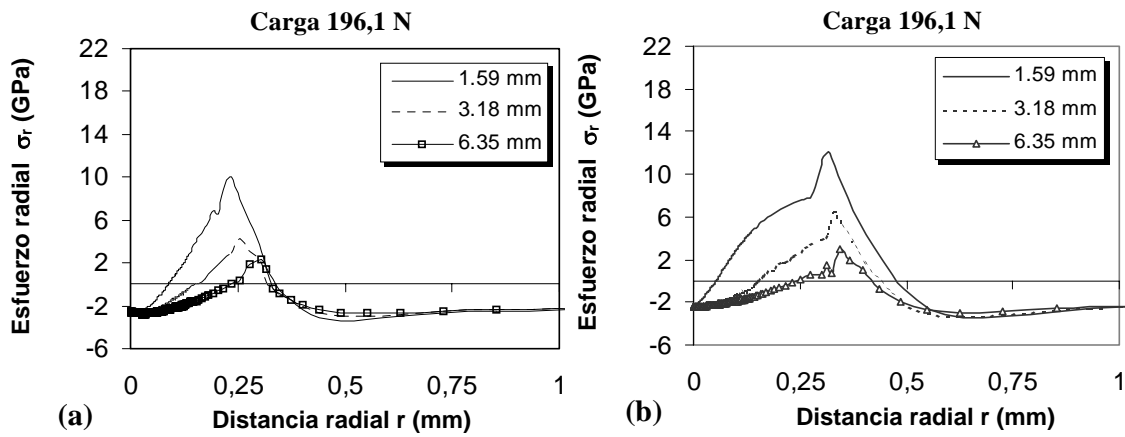 Carga 196,1 N
22
18
14
10
6
2
-2
-6
Esfuerzo radial σr (GPa)
1.59 mm
3.18 mm
6.35 mm
0
0,25
0,5
0,75
1
Distancia radial r (mm)
(a)
Carga 196,1 N
22
18
14
10
6
2
-2
-6
Esfuerzo radial σr (GPa)
1.59 mm
3.18 mm
6.35 mm
0
0,25
0,5
0,75
1
Distancia radial r (mm)
(b)